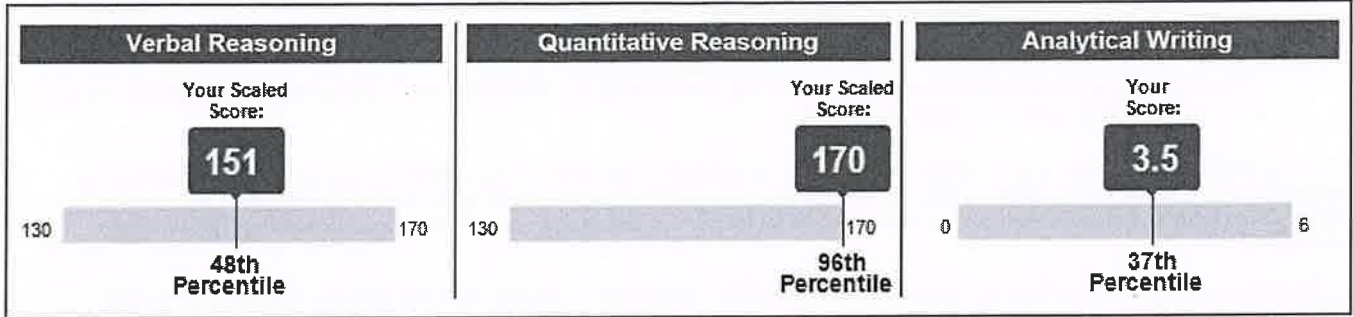 Verbal Reasoning
Your Scaled
Score:
151
130
170
48th
Percentile
Quantitative Reasoning
Your Scaled
Score:
170
130
170
96th
Percentile
Analytical Writing
Your
Score:
3.5
0
6
37th
Percentile